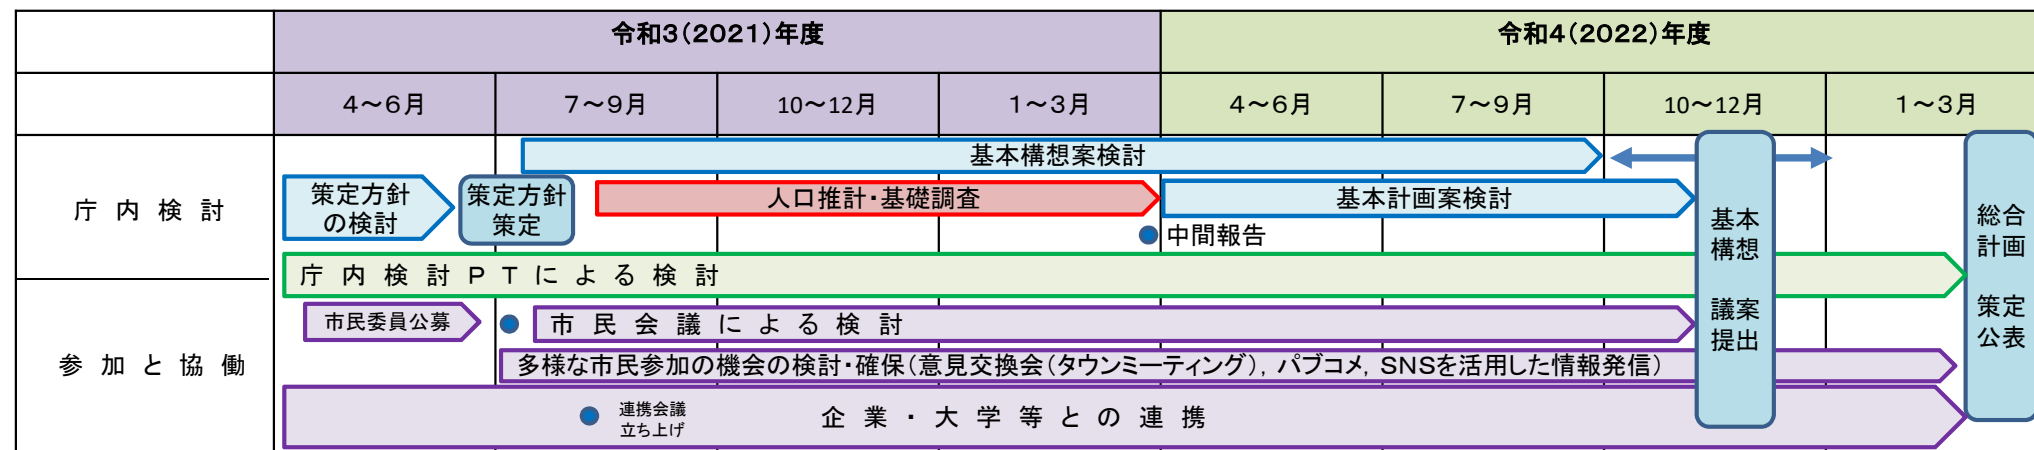 令和3(2021)年度
令和4(2022)年度
4～6月
7～9月
10～12月
1～3月
4～6月
7～9月
10～12月
1～3月
庁内検討
基本構想案検討
策定方針
の検討
策定方針
策定
人口推計・基礎調査
基本計画案検討
中間報告
庁内検討PTによる検討
基本
構想
議案
提出
総合
計画
策定
公表
参加と協働
市民委員公募
市民会議による検討
多様な市民参加の機会の検討・確保(意見交換会(タウンミーティング)，パブコメ，SNSを活用した情報発信)
連携会議
立ち上げ
企業・大学等との連携